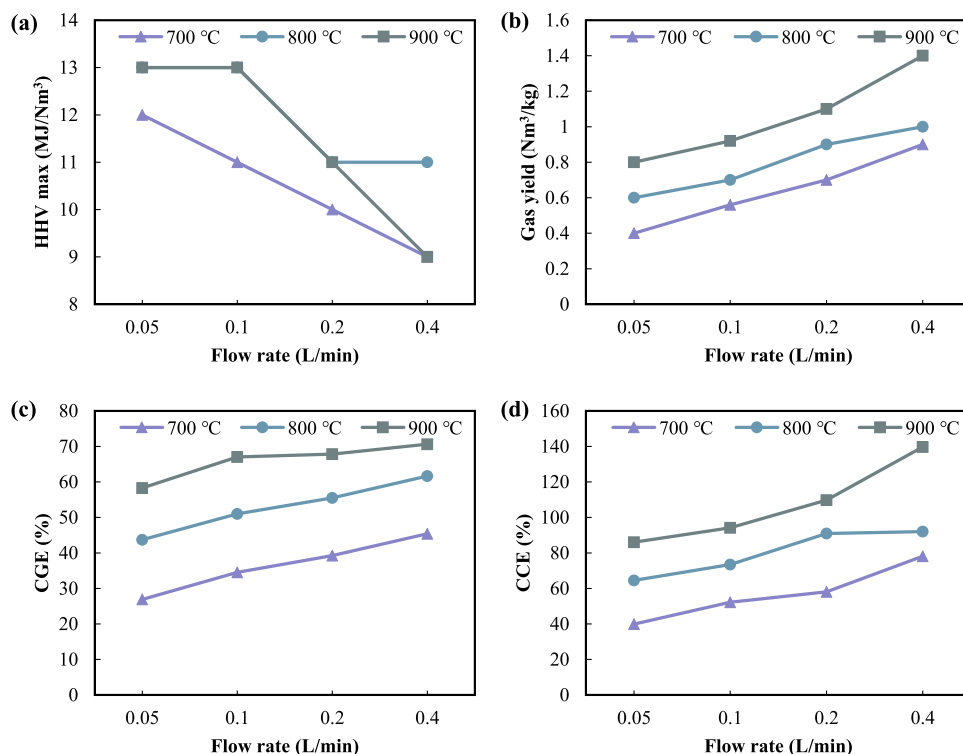 (a)
14
13
12
11
10
9
8
HHV max (MJ/Nm³)
700 ℃ 800 ℃ 900 ℃
0.05 0.1 0.2 0.4
Flow rate (L/min)
(b)
1.6
1.4
1.2
1
0.8
0.6
0.4
0.2
0
Gas yield (Nm³/kg)
700 ℃ 800 ℃ 900 ℃
0.05 0.1 0.2 0.4
Flow rate (L/min)
(c)
80
70
60
50
40
30
20
10
0
CGE (%)
700 ℃ 800 ℃ 900 ℃
0.05 0.1 0.2 0.4
Flow rate (L/min)
(d)
160
140
120
100
80
60
40
20
0
CCE (%)
700 ℃ 800 ℃ 900 ℃
0.05 0.1 0.2 0.4
Flow rate (L/min)